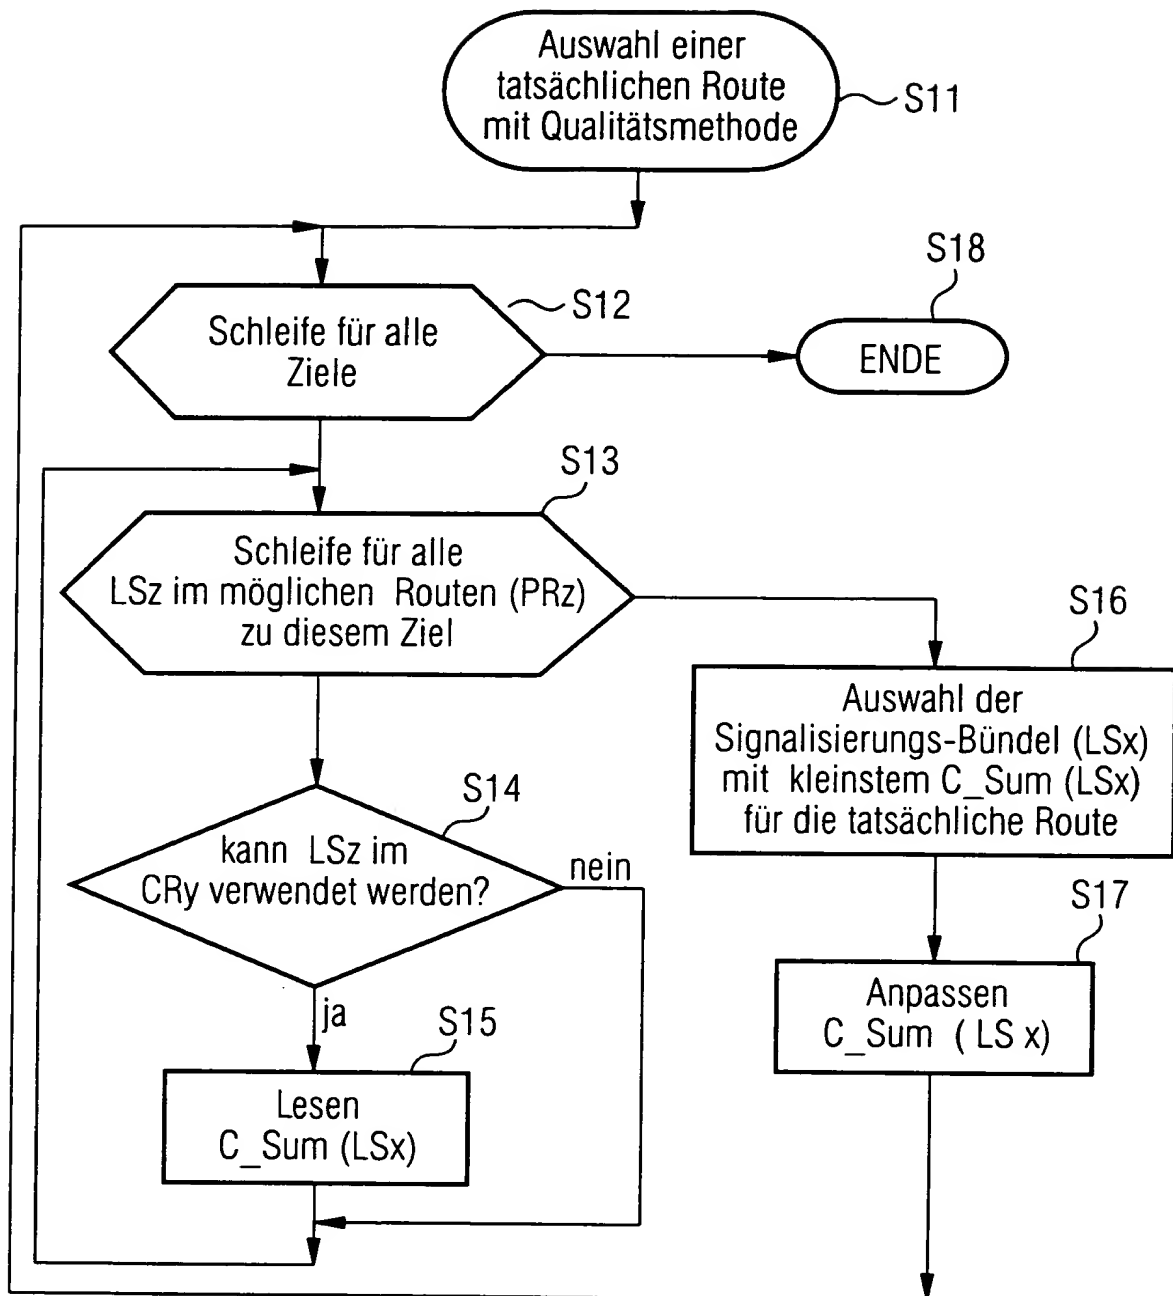 Auswahl einer
tatsächlichen Route
mit Qualitätsmethode
S11
S18
S12
Schleife für alle
Ziele
ENDE
S13
Schleife für alle
LSz im möglichen Routen (PRz)
zu diesem Ziel
S16
Auswahl der
Signalisierungs-Bündel (LSx)
mit kleinstem C_Sum (LSx)
für die tatsächliche Route
S14
kann LSz im
CRy verwendet werden?
nein
S17
Anpassen
C_Sum ( LS x)
ja
S15
Lesen
C_Sum (LSx)